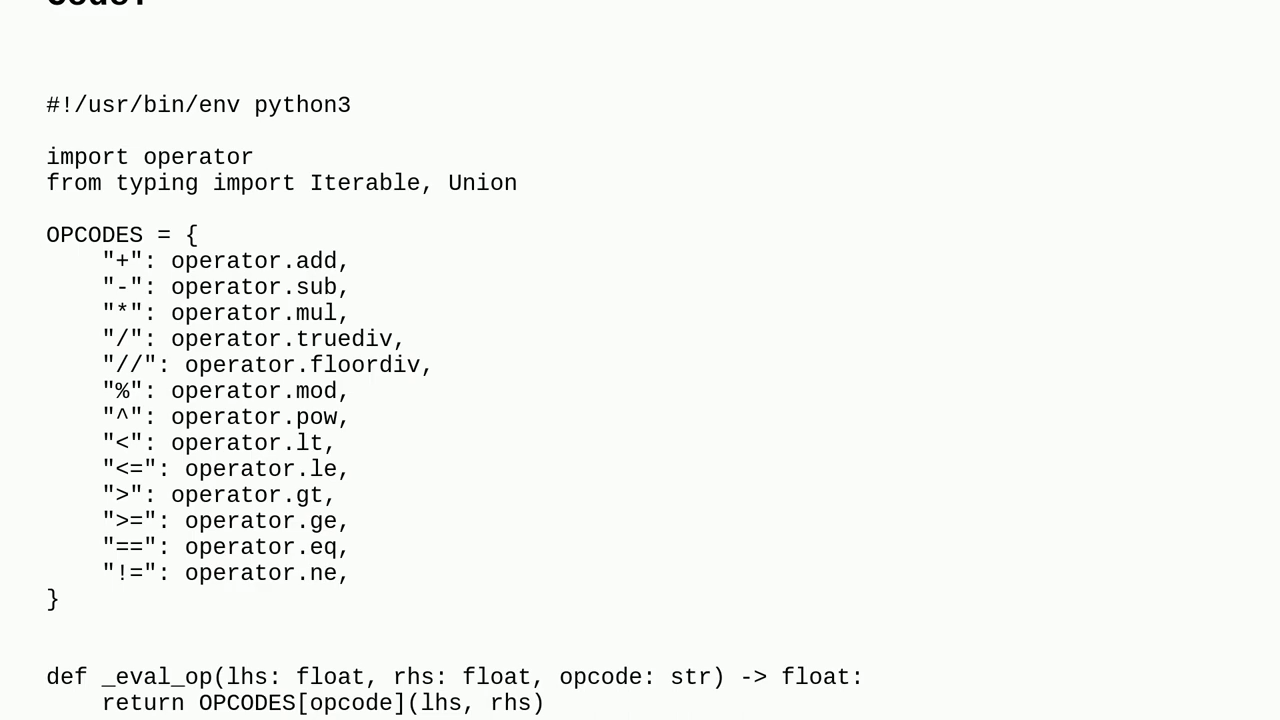 #!/usr/bin/env python3
import operator
from typing import Iterable, Union
OPCODES = {
    "+": operator.add,
    "-": operator.sub,
    "*": operator.mul,
    "/": operator.truediv,
    "//": operator.floordiv,
    "%": operator.mod,
    "^": operator.pow,
    "<": operator.lt,
    "<=": operator.le,
    ">": operator.gt,
    ">=": operator.ge,
    "==": operator.eq,
    "!=": operator.ne,
}
def _eval_op(lhs: float, rhs: float, opcode: str) -> float:
    return OPCODES[opcode](lhs, rhs)